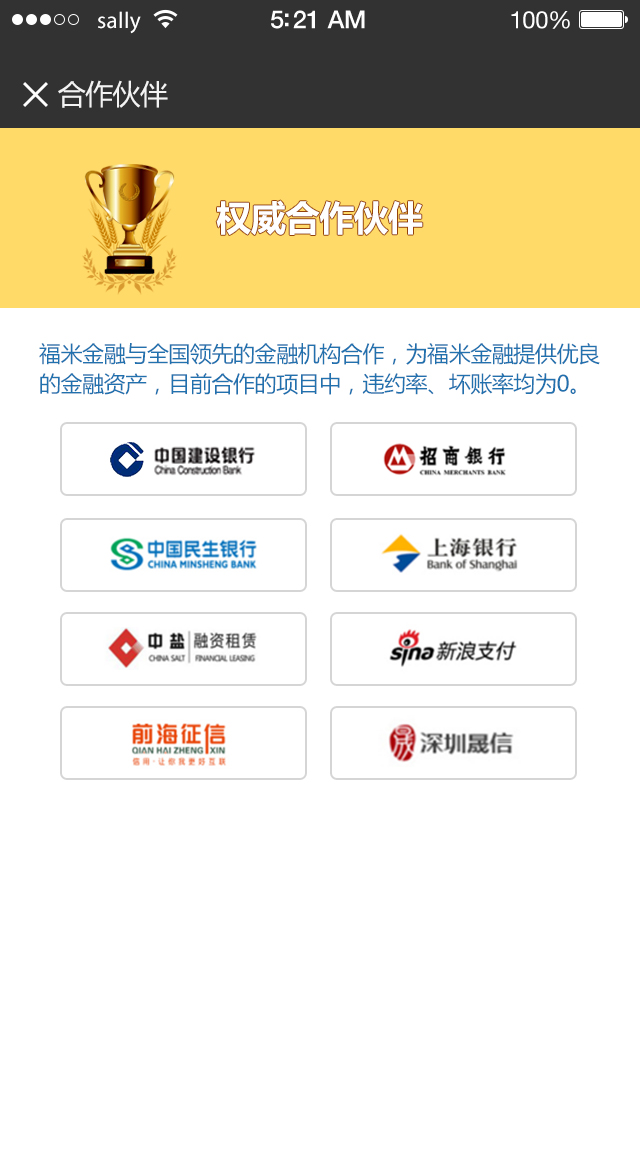 sally 5:21 AM 100%
合作伙伴
权威合作伙伴
福米金融与全国领先的金融机构合作，为福米金融提供优良
的金融资产，目前合作的项目中，违约率、坏账率均为0。
中国建设银行
China Construction Bank
招商银行
CHINA MERCHANTS BANK
中国民生银行
CHINA MINSHENG BANK
上海银行
Bank of Shanghai
中盐 融资租赁
CHINA SALT FINANCIAL LEASING
sina 新浪支付
前海征信
QIAN HAI ZHENG XIN
信用·让你我更好互联
晟 深圳晟信